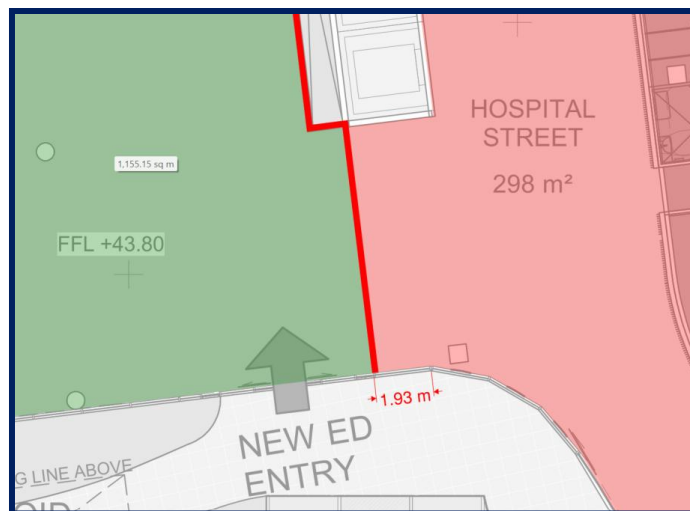 HOSPITAL
STREET
298 m²
1,155.15 sq m
FFL +43.80
1.93 m
NEW ED
ENTRY
G LINE ABOVE